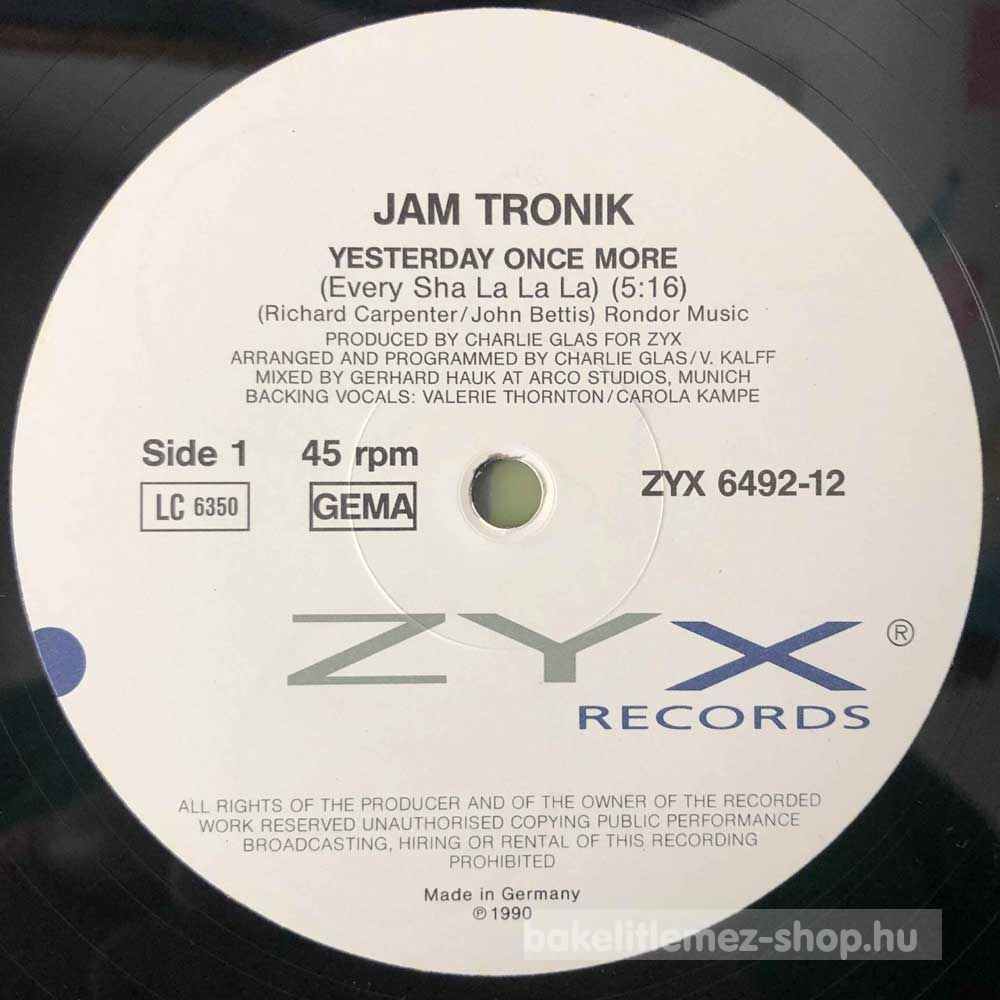 JAM TRONIK
YESTERDAY ONCE MORE
(Every Sha La La La) (5:16)
(Richard Carpenter/John Bettis) Rondor Music
PRODUCED BY CHARLIE GLAS FOR ZYX
ARRANGED AND PROGRAMMED BY CHARLIE GLAS/V. KALFF
MIXED BY GERHARD HAUK AT ARCO STUDIOS, MUNICH
BACKING VOCALS: VALERIE THORNTON/CAROLA KAMPE
Side 1 45 rpm ZYX 6492-12
LC 6350 GEMA
ZYX ®
RECORDS
ALL RIGHTS OF THE PRODUCER AND OF THE OWNER OF THE RECORDED
WORK RESERVED UNAUTHORISED COPYING PUBLIC PERFORMANCE
BROADCASTING, HIRING OR RENTAL OF THIS RECORDING
PROHIBITED
Made in Germany
℗ 1990
bakelitlemez-shop.hu